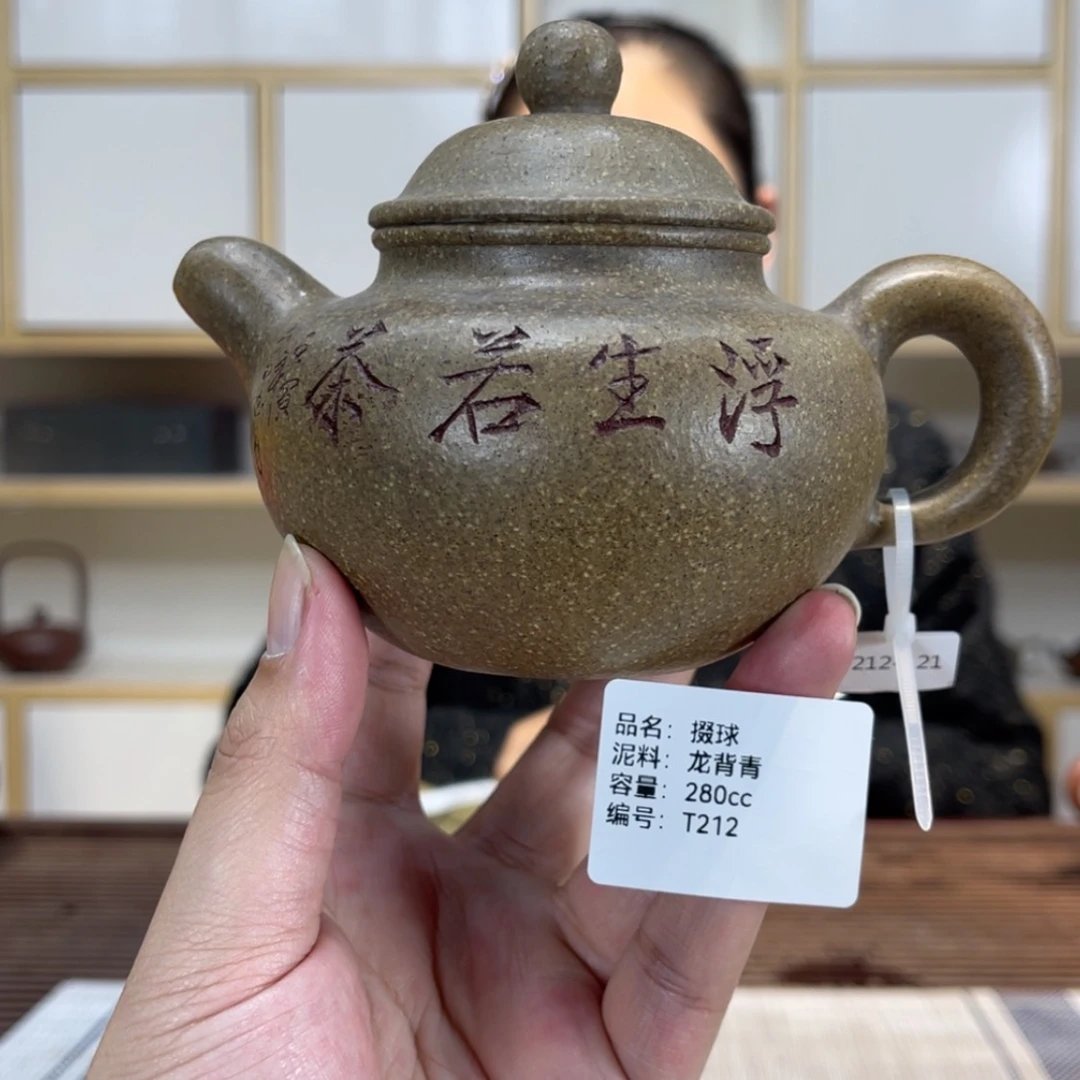 浮生若茶
品名: 掇球
泥料: 龙背青
容量: 280cc
编号: T212